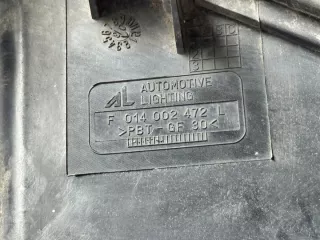 AL AUTOMOTIVE
LIGHTING
F 014 002 472 L
>PBT - GF 30<